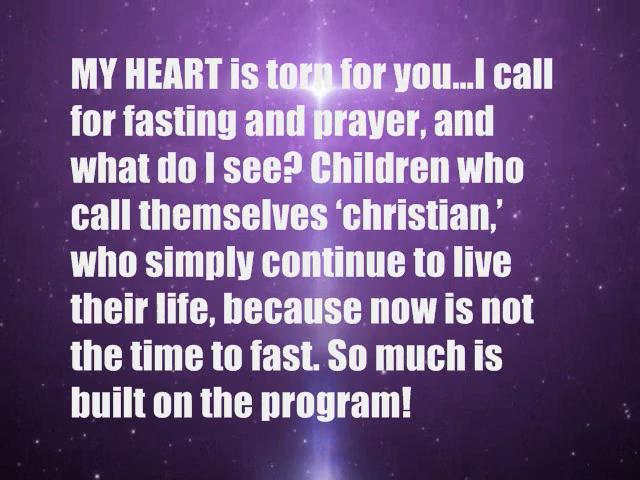 MY HEART is torn for you...I call
for fasting and prayer, and
what do I see? Children who
call themselves ‘christian,’
who simply continue to live
their life, because now is not
the time to fast. So much is
built on the program!